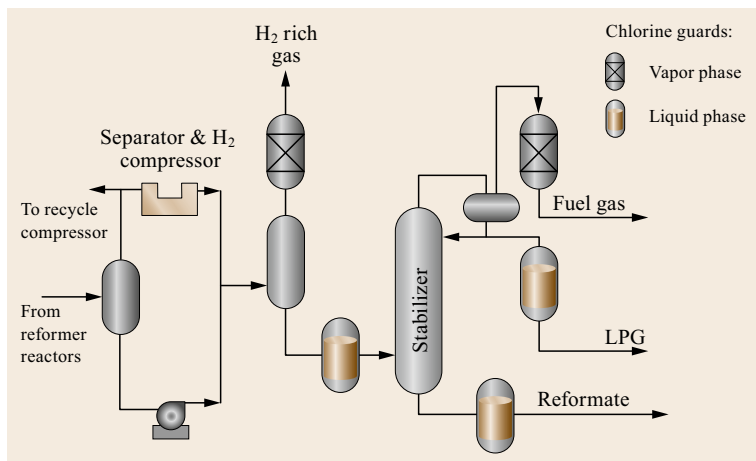 H2 rich
gas
Chlorine guards:
Vapor phase
Liquid phase
Separator & H2
compressor
To recycle
compressor
Fuel gas
From
reformer
reactors
Stabilizer
LPG
Reformate